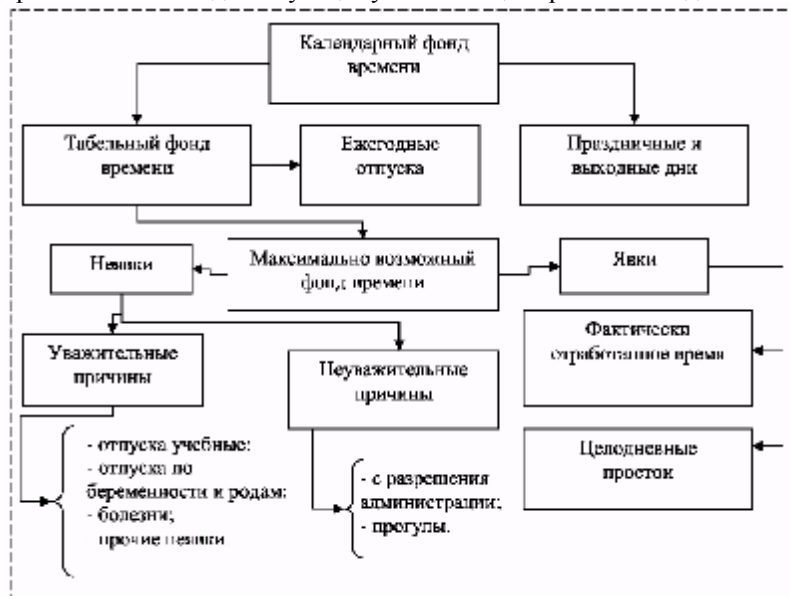 Календарный фонд
времени
Табельный фонд
времени
Ежегодные
отпуска
Праздничные и
выходные дни
Неявки
Максимально возможный
фонд времени
Явки
Уважительные
причины
Неуважительные
причины
Фактически
отработанное время
Целодневные
простои
- отпуска учебные;
- отпуска по
беременности и родам;
- болезни;
прочие неявки
- с разрешения
администрации;
- прогулы.